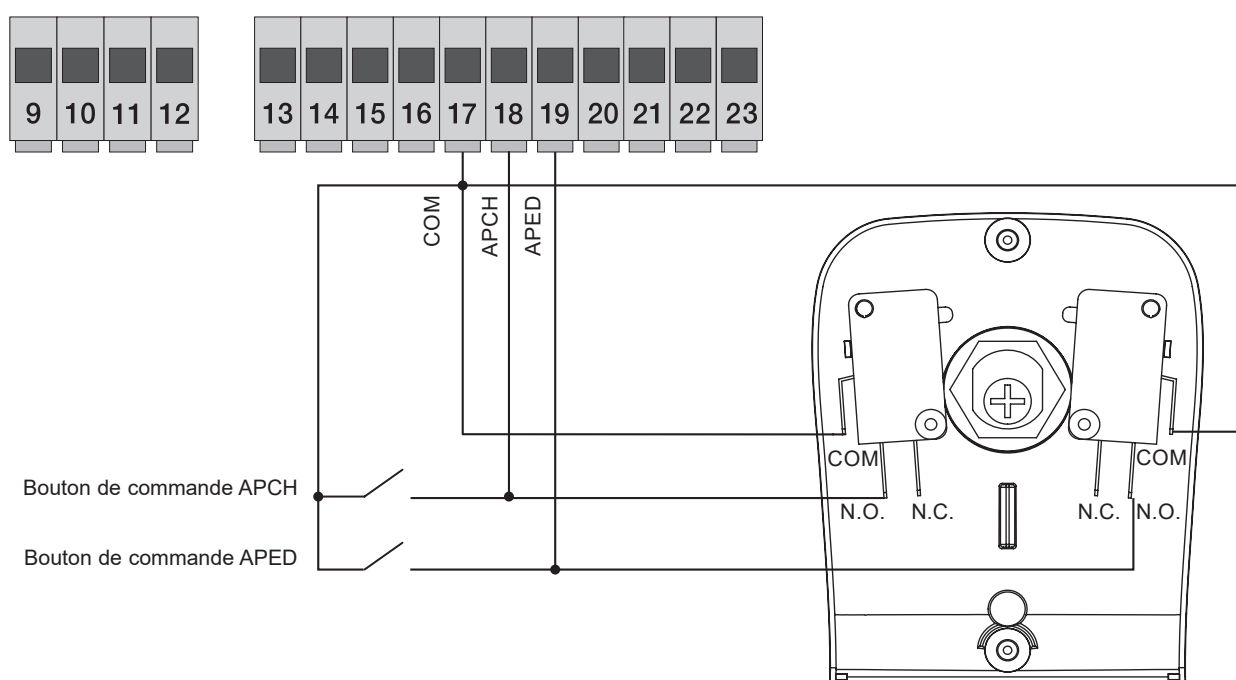 9 10 11 12 13 14 15 16 17 18 19 20 21 22 23
COM
APCH
APED
COM
COM
Bouton de commande APCH
N.O.
N.C.
N.C.
N.O.
Bouton de commande APED